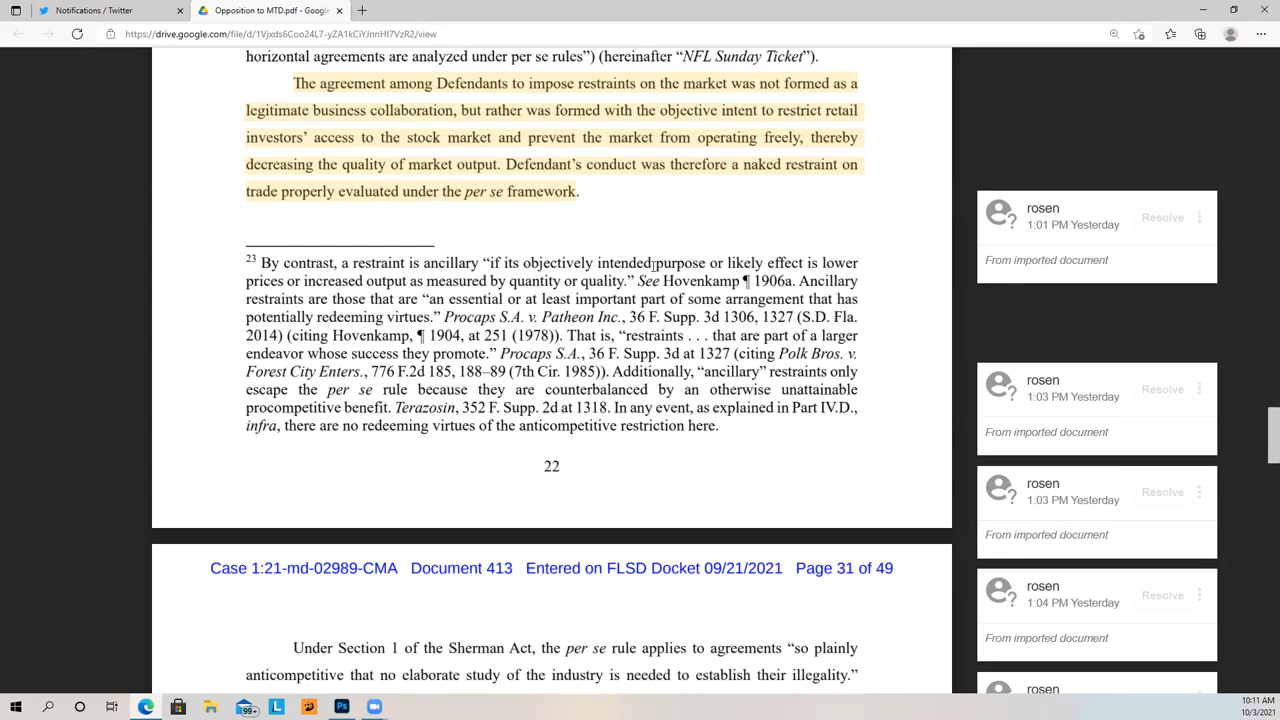 Notifications / Twitter
Opposition to MTD.pdf - Google
https://drive.google.com/file/d/1Vjxds6Coo24L7-yZA1kCiYJnnHI7VzR2/view
horizontal agreements are analyzed under per se rules”) (hereinafter “NFL Sunday Ticket”).
The agreement among Defendants to impose restraints on the market was not formed as a
legitimate business collaboration, but rather was formed with the objective intent to restrict retail
investors’ access to the stock market and prevent the market from operating freely, thereby
decreasing the quality of market output. Defendant’s conduct was therefore a naked restraint on
trade properly evaluated under the per se framework.
23 By contrast, a restraint is ancillary “if its objectively intended purpose or likely effect is lower
prices or increased output as measured by quantity or quality.” See Hovenkamp ¶ 1906a. Ancillary
restraints are those that are “an essential or at least important part of some arrangement that has
potentially redeeming virtues.” Procaps S.A. v. Patheon Inc., 36 F. Supp. 3d 1306, 1327 (S.D. Fla.
2014) (citing Hovenkamp, ¶ 1904, at 251 (1978)). That is, “restraints . . . that are part of a larger
endeavor whose success they promote.” Procaps S.A., 36 F. Supp. 3d at 1327 (citing Polk Bros. v.
Forest City Enters., 776 F.2d 185, 188–89 (7th Cir. 1985)). Additionally, “ancillary” restraints only
escape the per se rule because they are counterbalanced by an otherwise unattainable
procompetitive benefit. Terazosin, 352 F. Supp. 2d at 1318. In any event, as explained in Part IV.D.,
infra, there are no redeeming virtues of the anticompetitive restriction here.
22
Case 1:21-md-02989-CMA Document 413 Entered on FLSD Docket 09/21/2021 Page 31 of 49
Under Section 1 of the Sherman Act, the per se rule applies to agreements “so plainly
anticompetitive that no elaborate study of the industry is needed to establish their illegality.”
rosen
1:01 PM Yesterday
Resolve
From imported document
rosen
1:03 PM Yesterday
Resolve
From imported document
rosen
1:03 PM Yesterday
Resolve
From imported document
rosen
1:04 PM Yesterday
Resolve
From imported document
rosen
99+
L
Ps
10:11 AM
10/3/2021